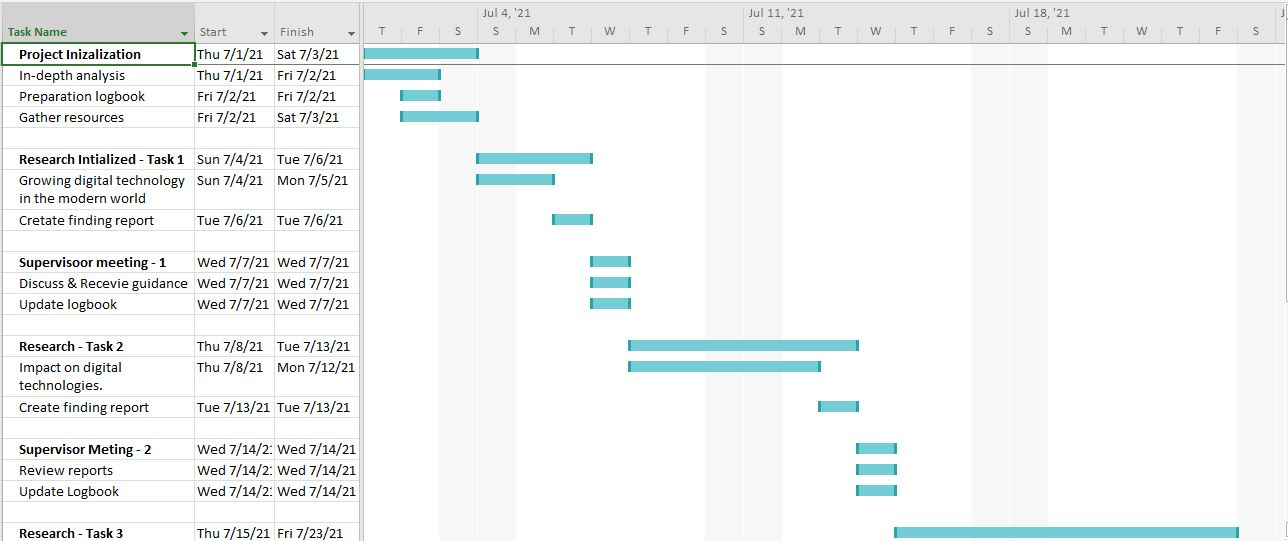 Jul 4, '21 Jul 11, '21 Jul 18, '21 J
Task Name Start Finish T F S S M T W T F S S M T W T F S S M T W T F S
Project Inizalization Thu 7/1/21 Sat 7/3/21
In-depth analysis Thu 7/1/21 Fri 7/2/21
Preparation logbook Fri 7/2/21 Fri 7/2/21
Gather resources Fri 7/2/21 Sat 7/3/21
Research Intialized - Task 1 Sun 7/4/21 Tue 7/6/21
Growing digital technology Sun 7/4/21 Mon 7/5/21
in the modern world
Cretate finding report Tue 7/6/21 Tue 7/6/21
Supervisoor meeting - 1 Wed 7/7/21 Wed 7/7/21
Discuss & Recevie guidance Wed 7/7/21 Wed 7/7/21
Update logbook Wed 7/7/21 Wed 7/7/21
Research - Task 2 Thu 7/8/21 Tue 7/13/21
Impact on digital Thu 7/8/21 Mon 7/12/21
technologies.
Create finding report Tue 7/13/21 Tue 7/13/21
Supervisor Meting - 2 Wed 7/14/2 Wed 7/14/21
Review reports Wed 7/14/2 Wed 7/14/21
Update Logbook Wed 7/14/2 Wed 7/14/21
Research - Task 3 Thu 7/15/21 Fri 7/23/21